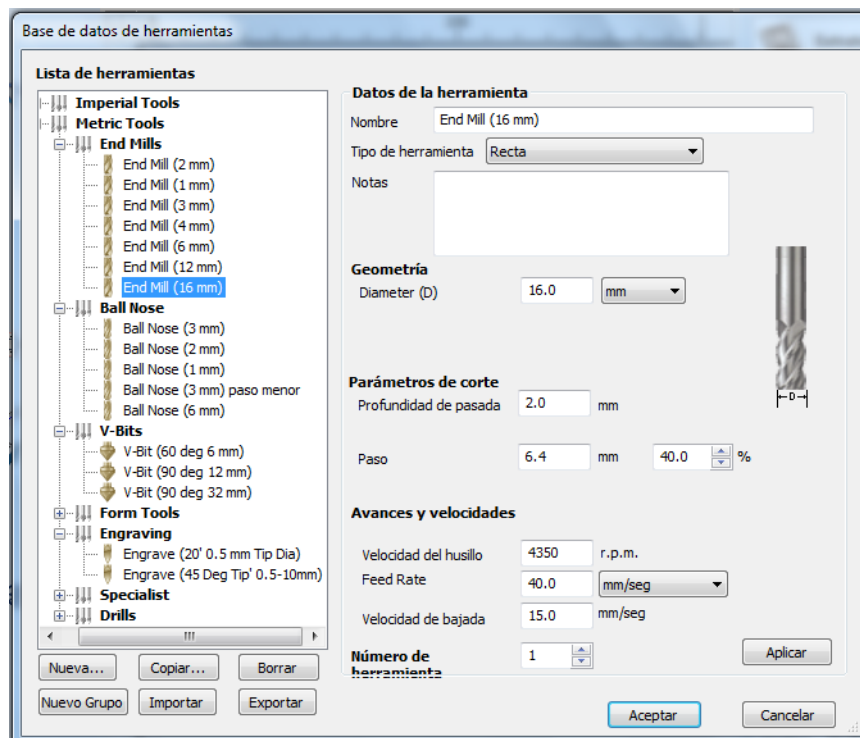 Base de datos de herramientas
Lista de herramientas
Imperial Tools
Metric Tools
End Mills
End Mill (2 mm)
End Mill (1 mm)
End Mill (3 mm)
End Mill (4 mm)
End Mill (6 mm)
End Mill (12 mm)
End Mill (16 mm)
Ball Nose
Ball Nose (3 mm)
Ball Nose (2 mm)
Ball Nose (1 mm)
Ball Nose (3 mm) paso menor
Ball Nose (6 mm)
V-Bits
V-Bit (60 deg 6 mm)
V-Bit (90 deg 12 mm)
V-Bit (90 deg 32 mm)
Form Tools
Engraving
Engrave (20' 0.5 mm Tip Dia)
Engrave (45 Deg Tip' 0.5-10mm)
Specialist
Drills
Nueva... Copiar... Borrar
Nuevo Grupo Importar Exportar
Datos de la herramienta
Nombre End Mill (16 mm)
Tipo de herramienta Recta
Notas
Geometría
Diameter (D) 16.0 mm
D
Parámetros de corte
Profundidad de pasada 2.0 mm
Paso 6.4 mm 40.0 %
Avances y velocidades
Velocidad del husillo 4350 r.p.m.
Feed Rate 40.0 mm/seg
Velocidad de bajada 15.0 mm/seg
Número de 1
herramienta
Aplicar
Aceptar Cancelar